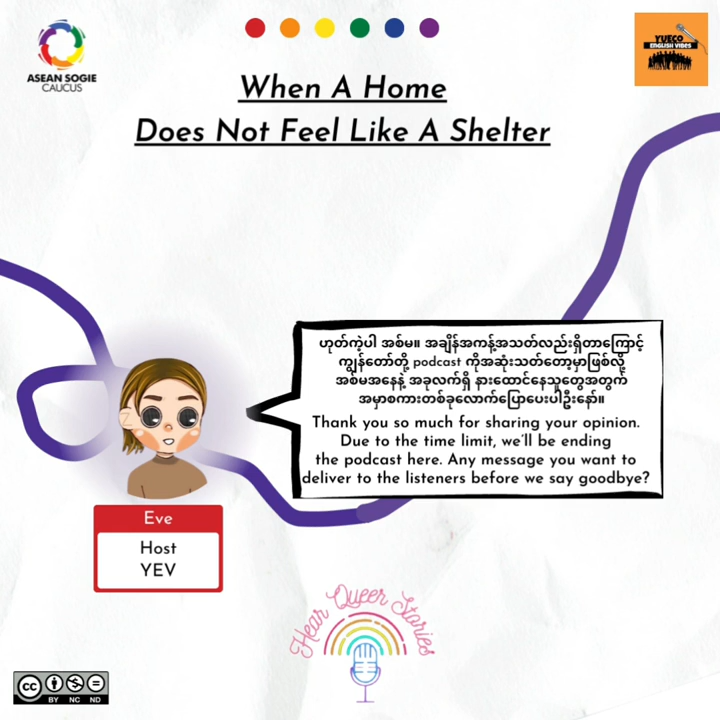 ASEAN SOGIE
CAUCUS
YUECO
ENGLISH VIBES
When A Home
Does Not Feel Like A Shelter
ဟုတ်ကဲ့ပါ အစ်မ။ အချိန်အကန့်အသတ်လည်းရှိတာကြောင့်
ကျွန်တော်တို့ podcast ကိုအဆုံးသတ်တော့မှာဖြစ်လို့
အစ်မအနေနဲ့ အခုလက်ရှိ နားထောင်နေသူတွေအတွက်
အမှာစကားတစ်ခုလောက်ပြောပေးပါဦးနော်။
Thank you so much for sharing your opinion.
Due to the time limit, we'll be ending
the podcast here. Any message you want to
deliver to the listeners before we say goodbye?
Eve
Host
YEV
Hear Queer Stories
cc
BY NC ND